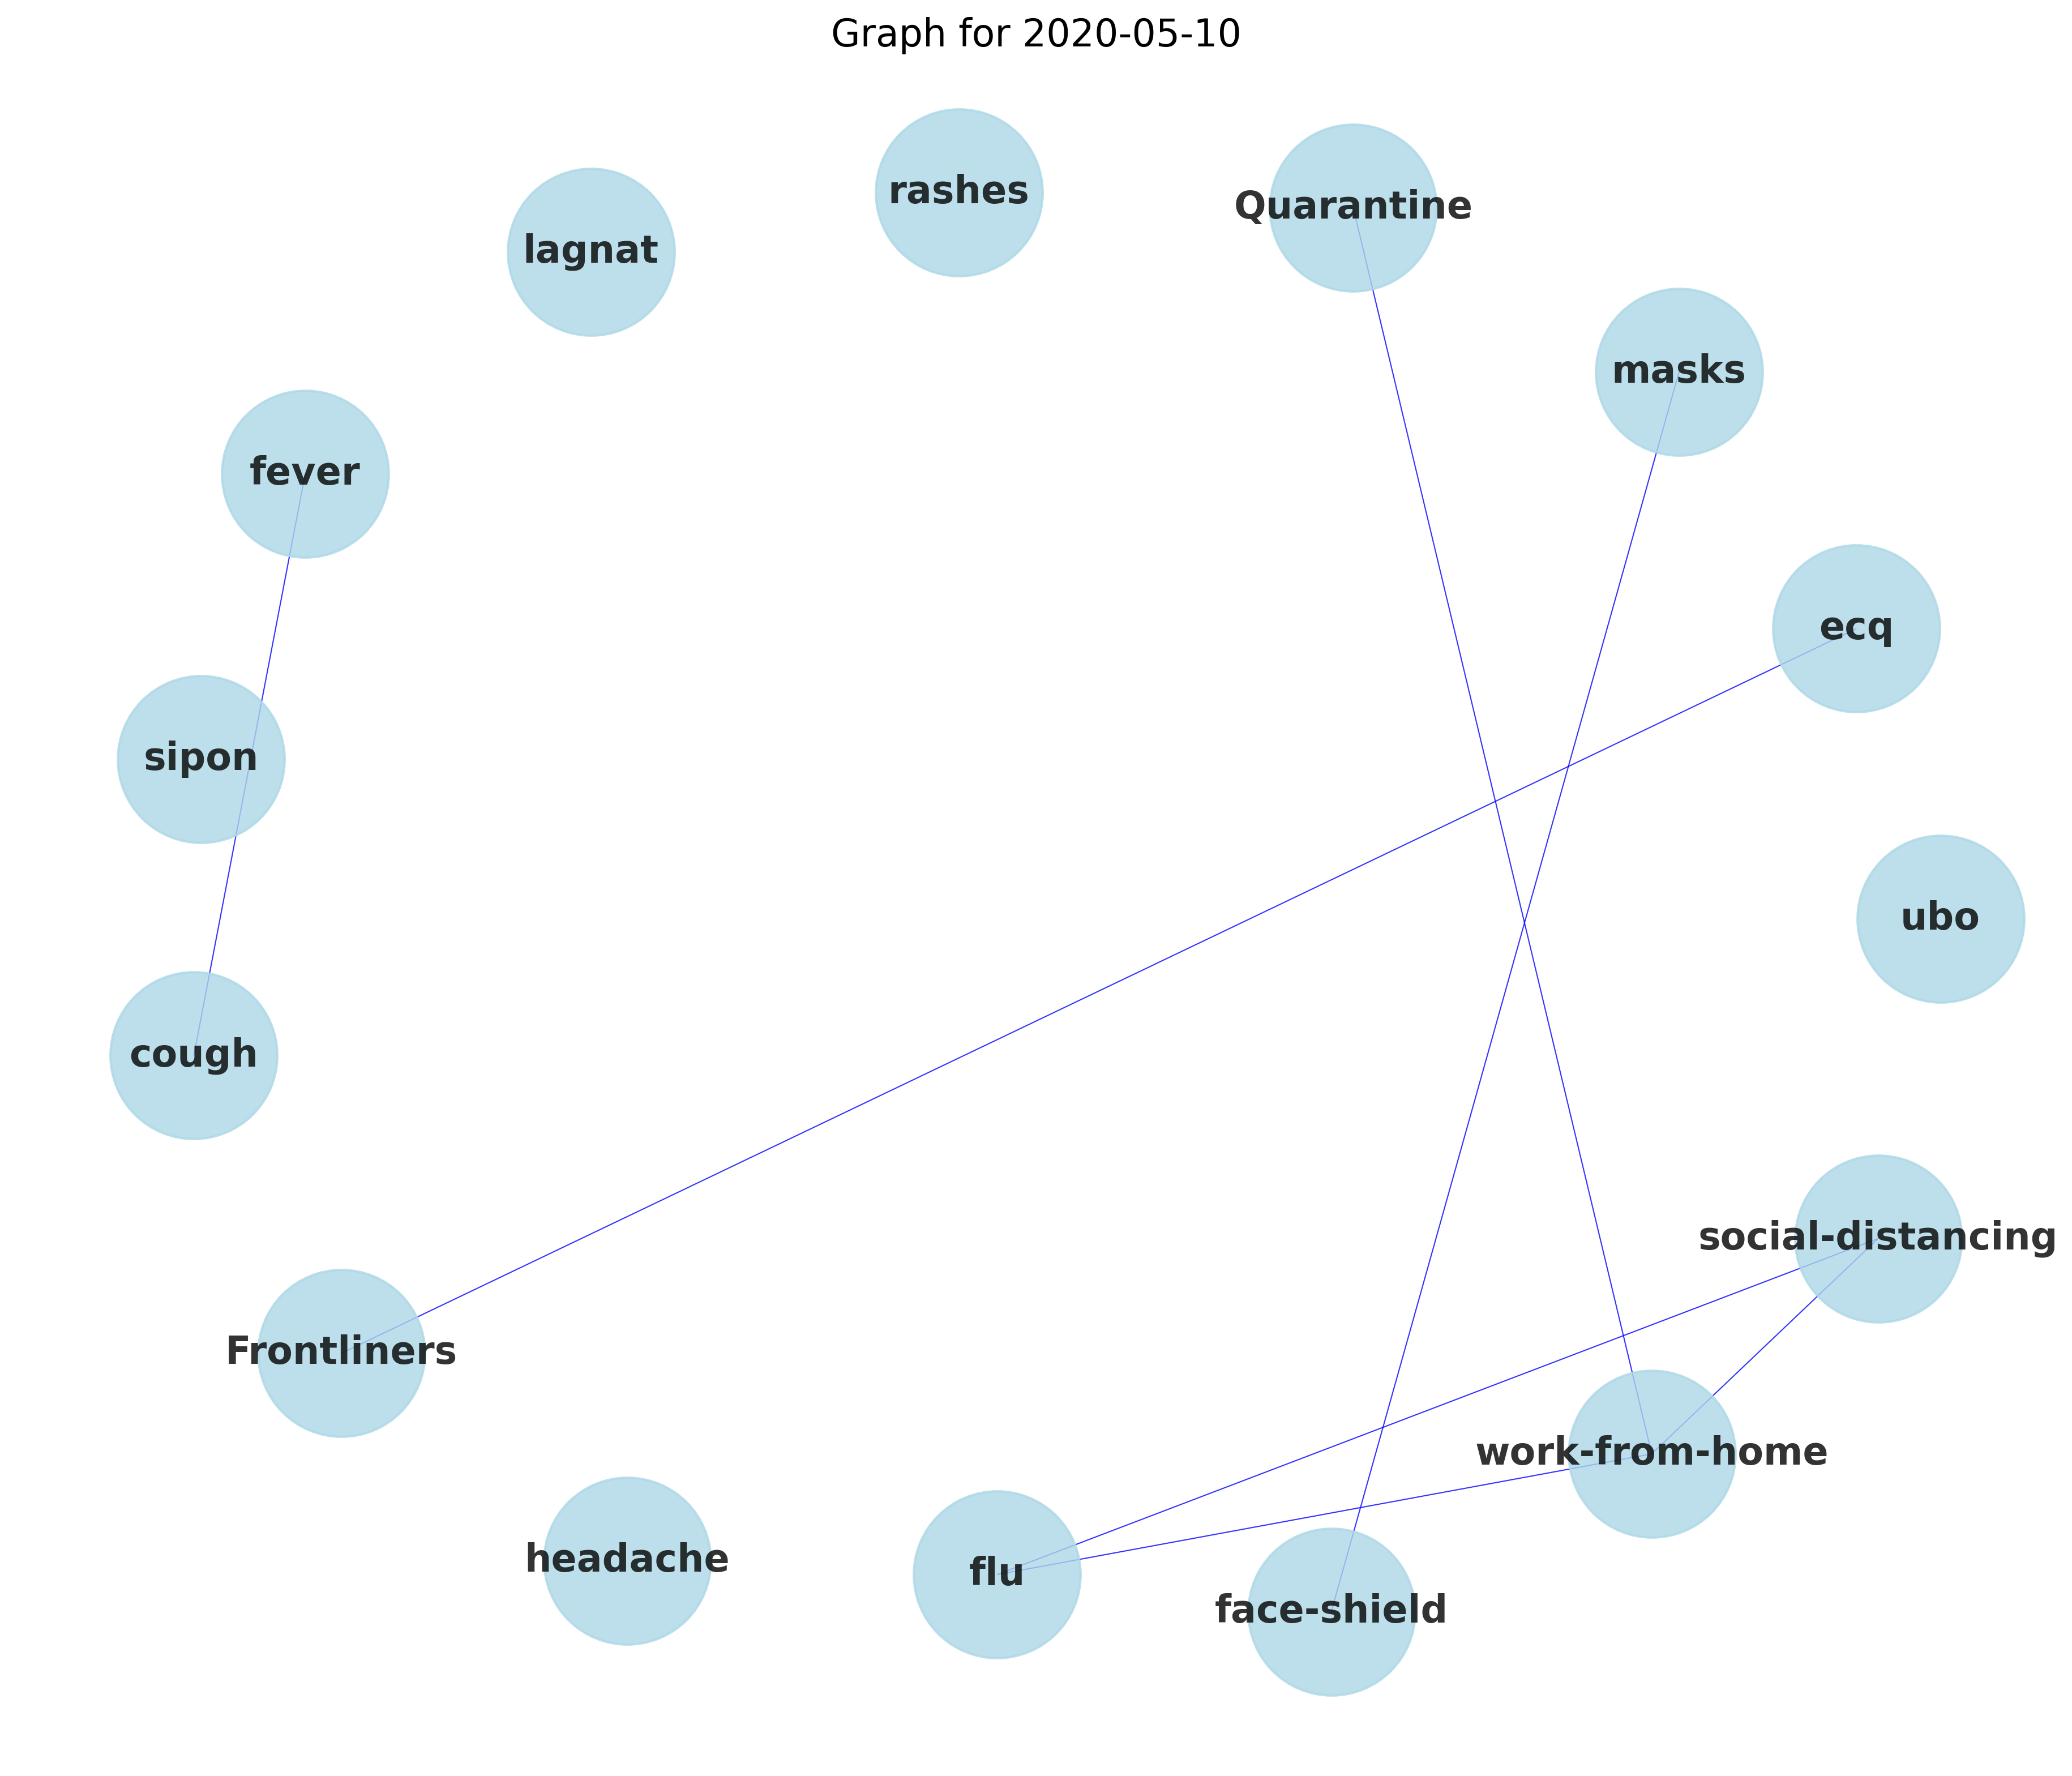 Graph for 2020-05-10
rashes
Quarantine
lagnat
masks
fever
ecq
sipon
ubo
cough
social-distancing
Frontliners
work-from-home
headache
flu
face-shield